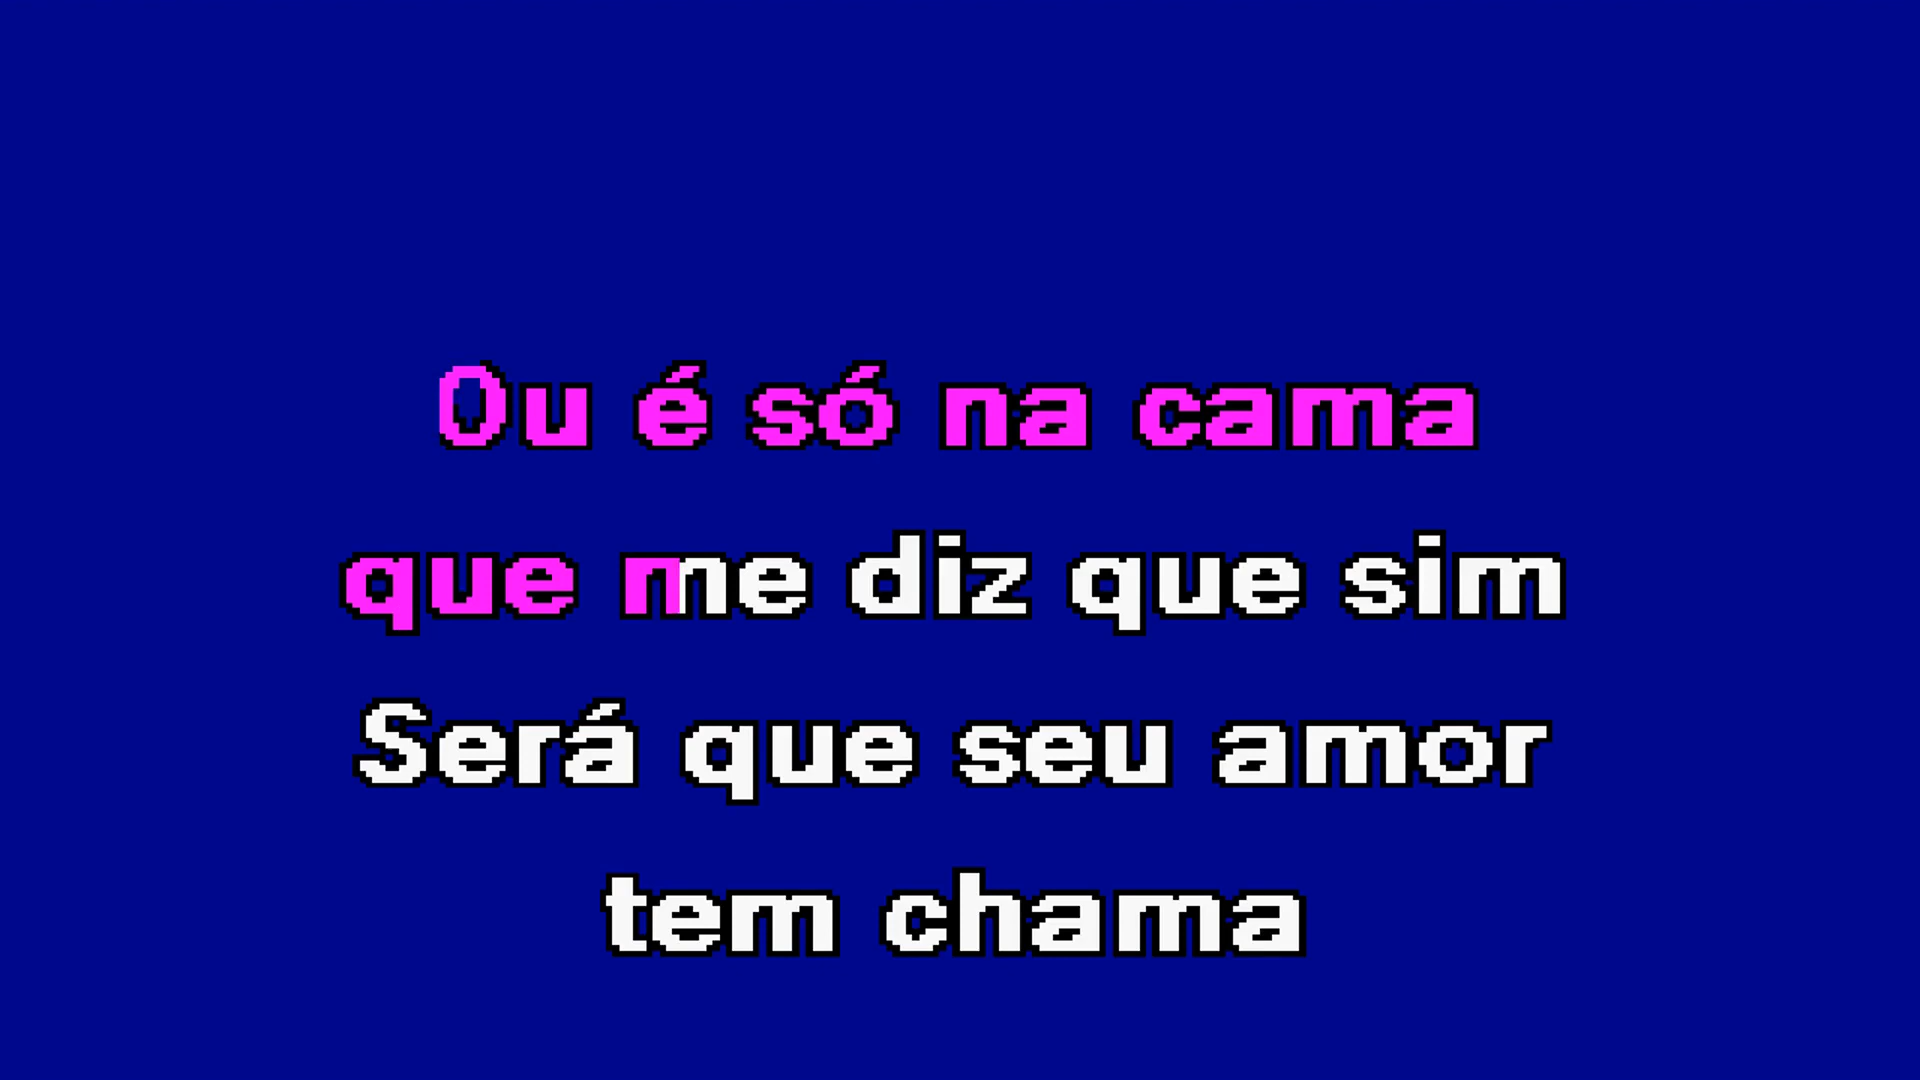 Ou é só na cama
que me diz que sim
Será que seu amor
tem chama